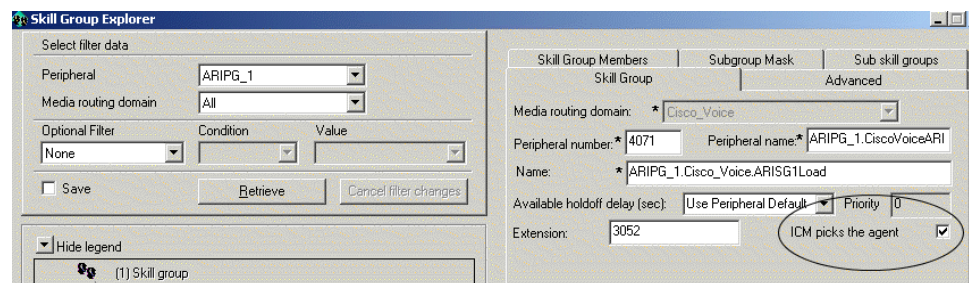 Skill Group Explorer
Select filter data
Peripheral
ARIPG_1
Media routing domain
All
Optional Filter
Condition
Value
None
Save
Retrieve
Cancel filter changes
Hide legend
(1) Skill group
Skill Group Members
Subgroup Mask
Sub skill groups
Skill Group
Advanced
Media routing domain: * Cisco_Voice
Peripheral number:* 4071
Peripheral name:* ARIPG_1.CiscoVoiceARI
Name: * ARIPG_1.Cisco_Voice.ARISG1Load
Available holdoff delay (sec): Use Peripheral Default
Priority 0
Extension: 3052
ICM picks the agent